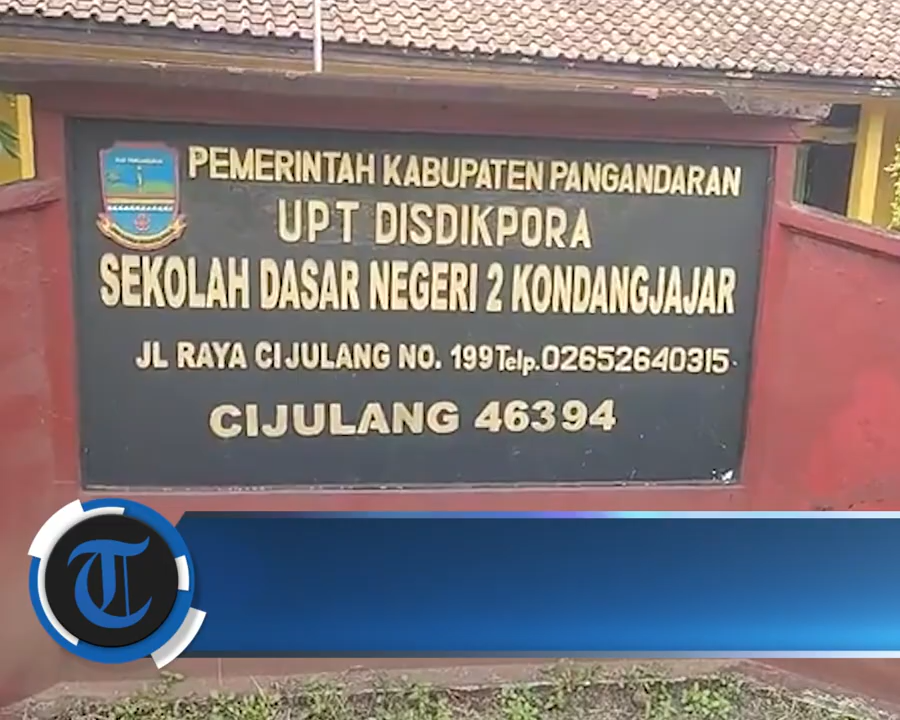 PEMERINTAH KABUPATEN PANGANDARAN
UPT DISDIKPORA
SEKOLAH DASAR NEGERI 2 KONDANGJAJAR
JL RAYA CIJULANG NO. 199 Telp.02652640315
CIJULANG 46394
T